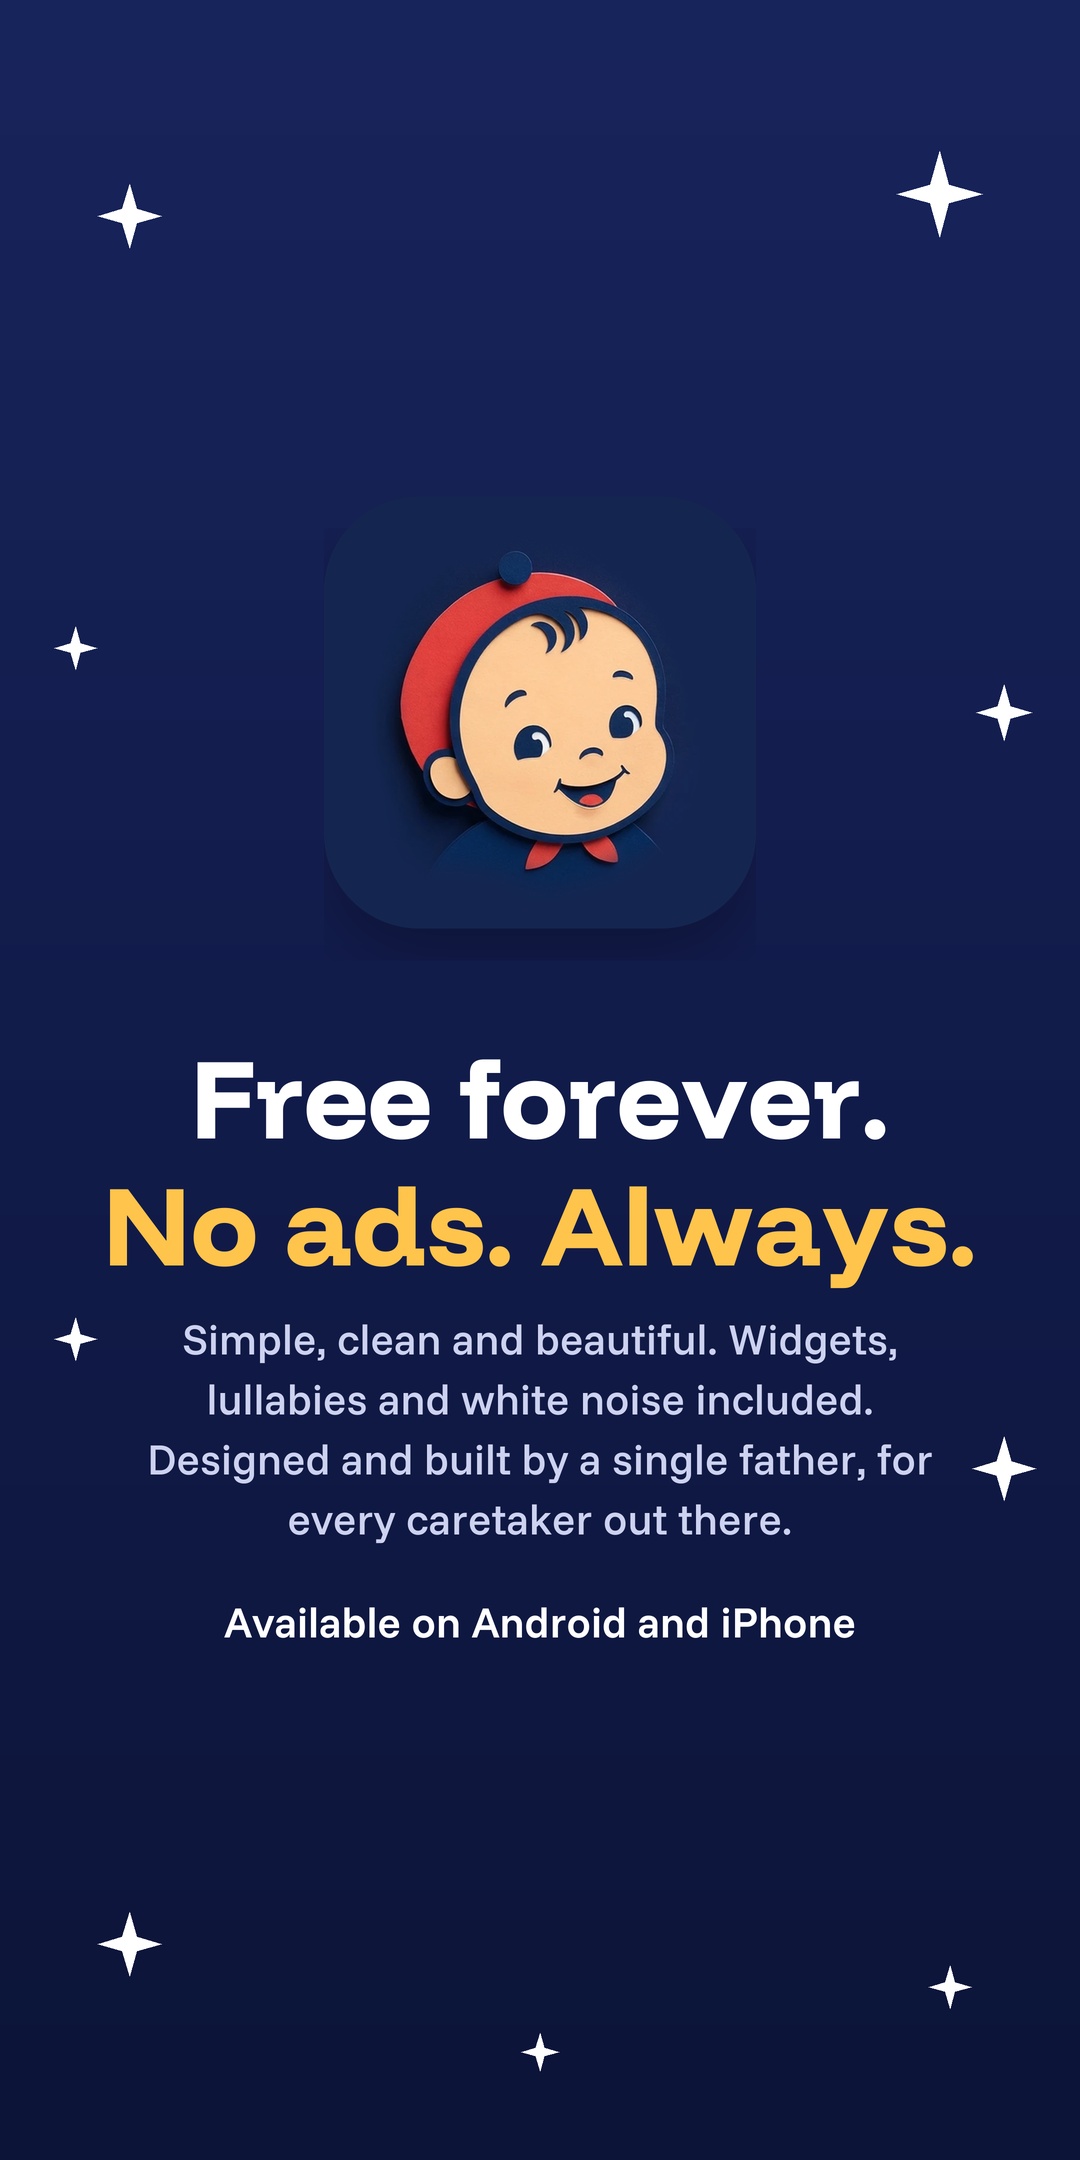 Free forever.
No ads. Always.
Simple, clean and beautiful. Widgets,
lullabies and white noise included.
Designed and built by a single father, for
every caretaker out there.
Available on Android and iPhone